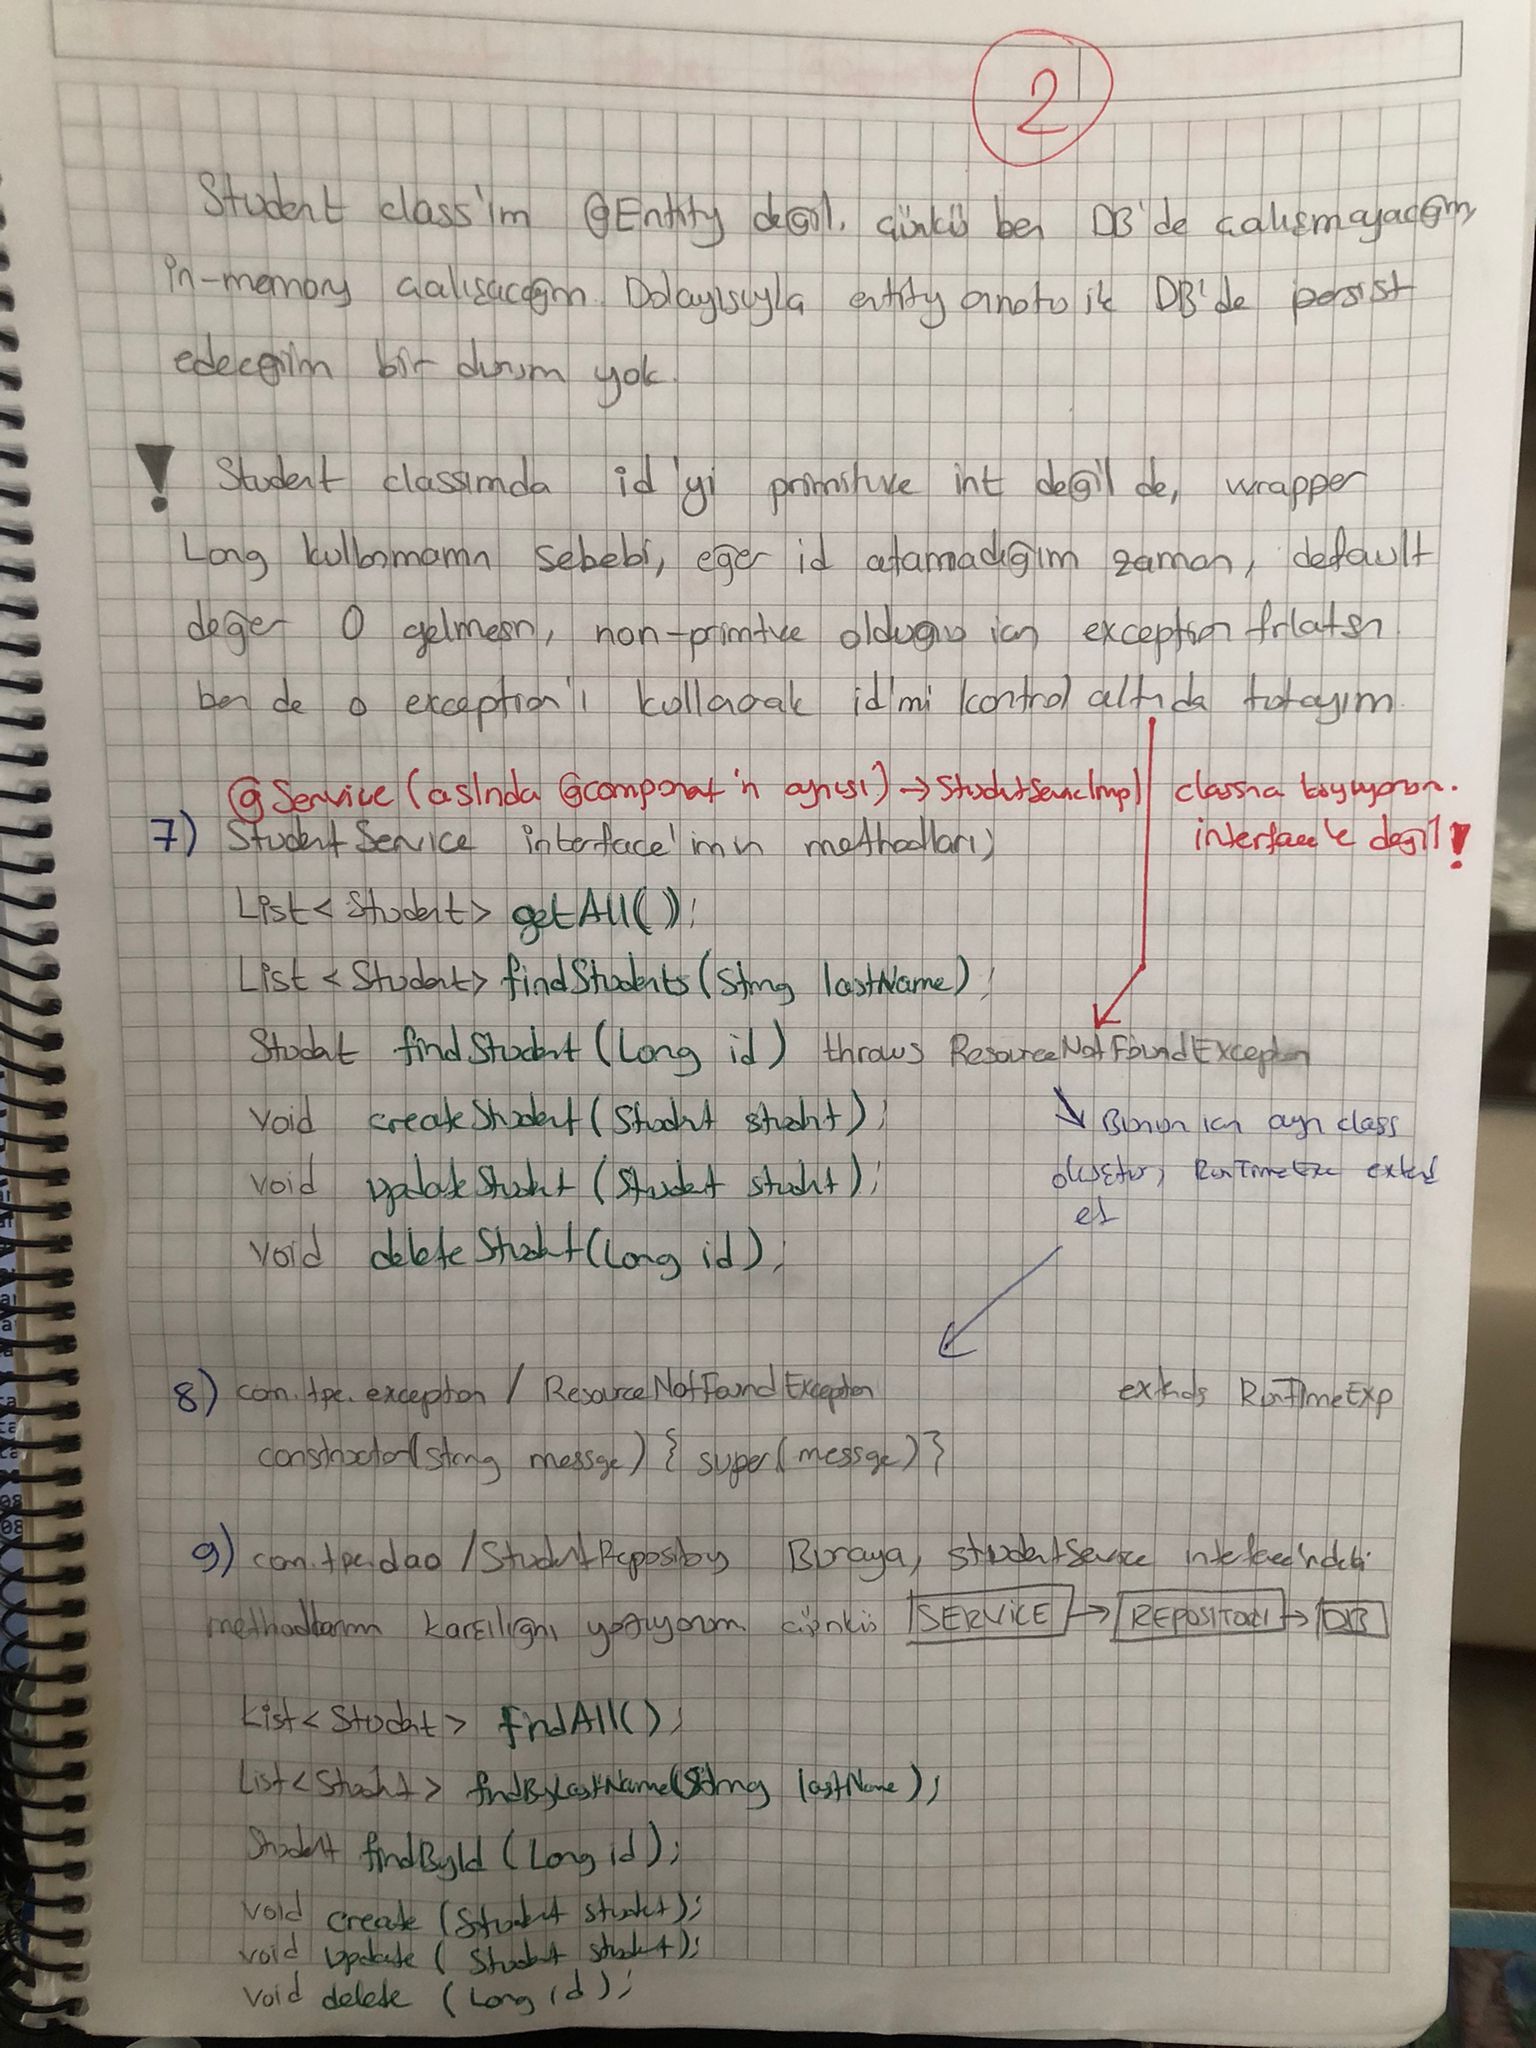 2
Student class'ım @Entity değil. çünkü ben DB'de çalışmayacağım,
in-memory çalışacağım. Dolayısıyla entity anoto ile DB'de persist
edeceğim bir durum yok.
! Student classımda id'yi primitive int değil de, wrapper
Long kullanmamın sebebi, eğer id atamadığım zaman, default
değer 0 gelmesin, non-primitive olduğu için exception fırlatsın
ben de o exception'ı kullanarak id'mi kontrol altında tutayım.
@Service (aslında @component'in aynısı) → StudentServiceImpl classına koyuyorum.
interface'e değil!
7) StudentService interface'imin methodları;
List<Student> getAll();
List<Student> findStudents(String lastName);
Student findStudent(Long id) throws ResourceNotFoundException
void createStudent(Student student);
↘ Bunun için ayrı class
void updateStudent(Student student);
oluştur, RunTimeExc extend
et
void deleteStudent(Long id);
8) com.tpe.exception / ResourceNotFoundException extends RunTimeExp
constructor(String message) { super(message) }
9) com.tpe.dao / StudentRepository Buraya, studentService interface'indeki
methodların karşılığını yazıyorum. çünkü SERVICE → REPOSITORY → DB
List<Student> findAll();
List<Student> findByLastName(String lastName);
Student findById(Long id);
void create (Student student);
void update (Student student);
void delete (Long id);